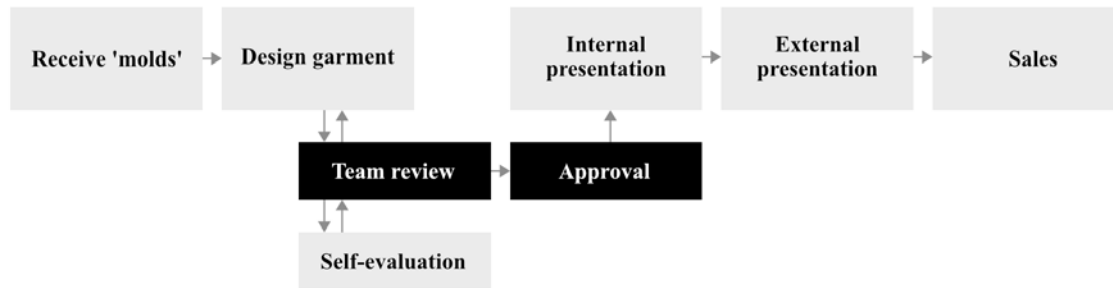 Receive 'molds'
Design garment
Internal
presentation
External
presentation
Sales
Team review
Approval
Self-evaluation